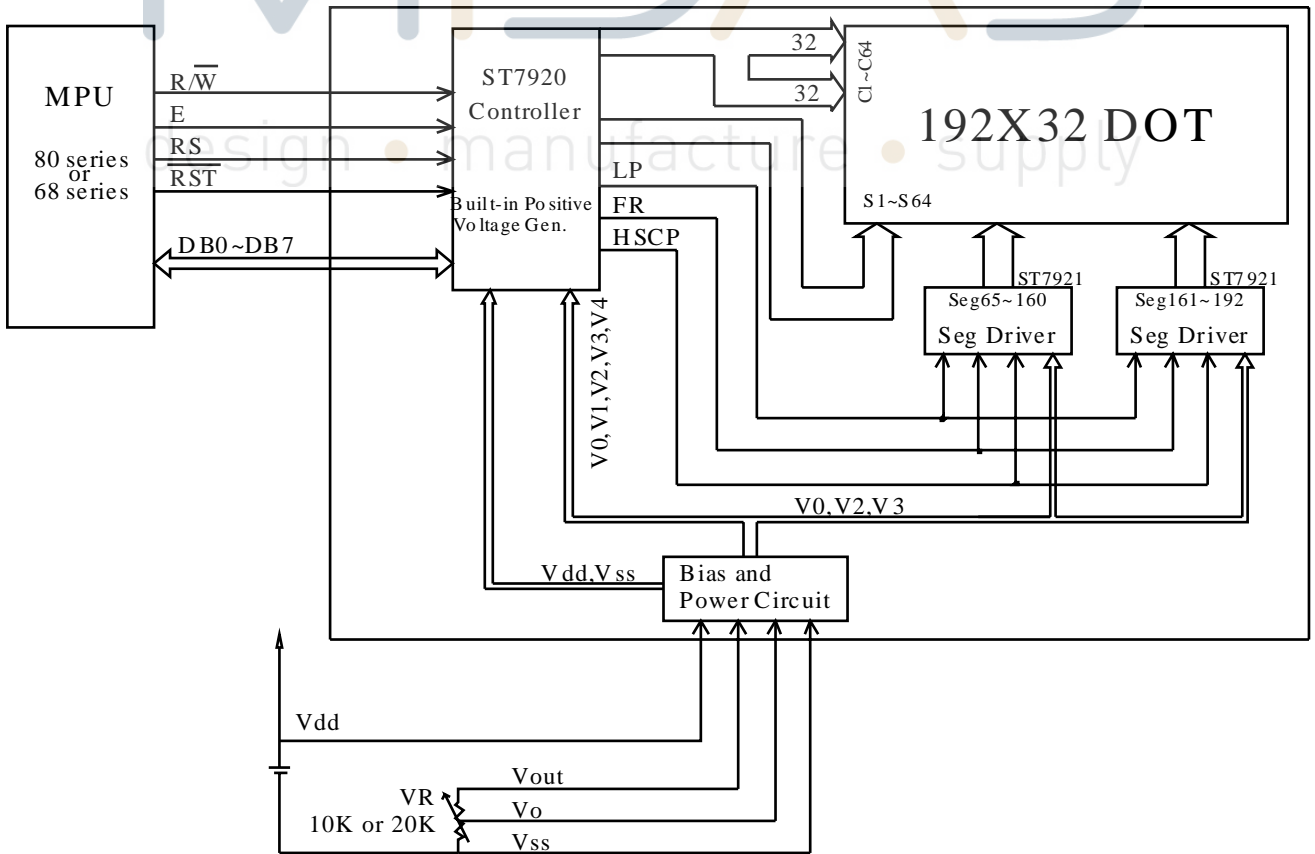 MIDAS
design • manufacture • supply
MPU
80 series
or
68 series
R/W̅
E
RS
R̅S̅T̅
DB0~DB7
ST7920
Controller
Built-in Positive
Voltage Gen.
32
32
C1~C64
192X32 DOT
S1~S64
LP
FR
HSCP
ST7921
Seg65~160
Seg Driver
ST7921
Seg161~192
Seg Driver
V0,V1,V2,V3,V4
V0,V2,V3
Vdd,Vss
Bias and
Power Circuit
Vdd
Vout
VR
10K or 20K
Vo
Vss